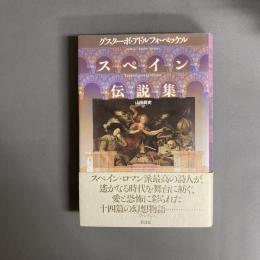 グスターボ・アドルフォ・ベッケル
スペイン
伝説集
山田眞史
スペイン・ロマン派最高の詩人が、
遥かなる時代を舞台に紡ぐ、
愛と恐怖に彩られた
十四篇の幻想物語